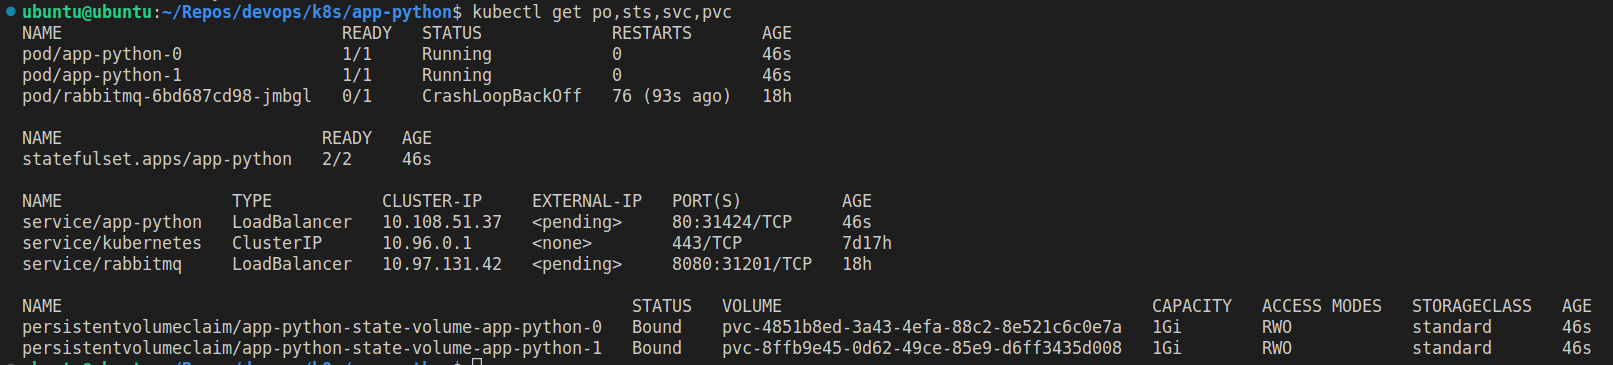 ubuntu@ubuntu:~/Repos/devops/k8s/app-python$ kubectl get po,sts,svc,pvc
NAME                            READY   STATUS             RESTARTS       AGE
pod/app-python-0                1/1     Running            0              46s
pod/app-python-1                1/1     Running            0              46s
pod/rabbitmq-6bd687cd98-jmbgl   0/1     CrashLoopBackOff   76 (93s ago)   18h

NAME                          READY   AGE
statefulset.apps/app-python   2/2     46s

NAME                 TYPE           CLUSTER-IP     EXTERNAL-IP   PORT(S)          AGE
service/app-python   LoadBalancer   10.108.51.37   <pending>     80:31424/TCP     46s
service/kubernetes   ClusterIP      10.96.0.1      <none>        443/TCP          7d17h
service/rabbitmq     LoadBalancer   10.97.131.42   <pending>     8080:31201/TCP   18h

NAME                                                         STATUS   VOLUME                                     CAPACITY   ACCESS MODES   STORAGECLASS   AGE
persistentvolumeclaim/app-python-state-volume-app-python-0   Bound    pvc-4851b8ed-3a43-4efa-88c2-8e521c6c0e7a   1Gi        RWO            standard       46s
persistentvolumeclaim/app-python-state-volume-app-python-1   Bound    pvc-8ffb9e45-0d62-49ce-85e9-d6ff3435d008   1Gi        RWO            standard       46s
ubuntu@ubuntu:~/Repos/devops/k8s/app-python$